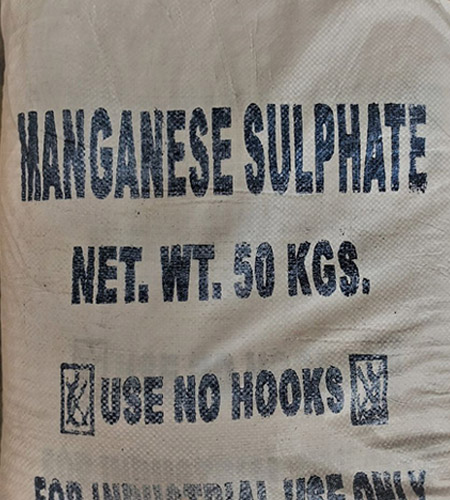 MANGANESE SULPHATE
NET. WT. 50 KGS.
USE NO HOOKS
FOR INDUSTRIAL USE ONLY